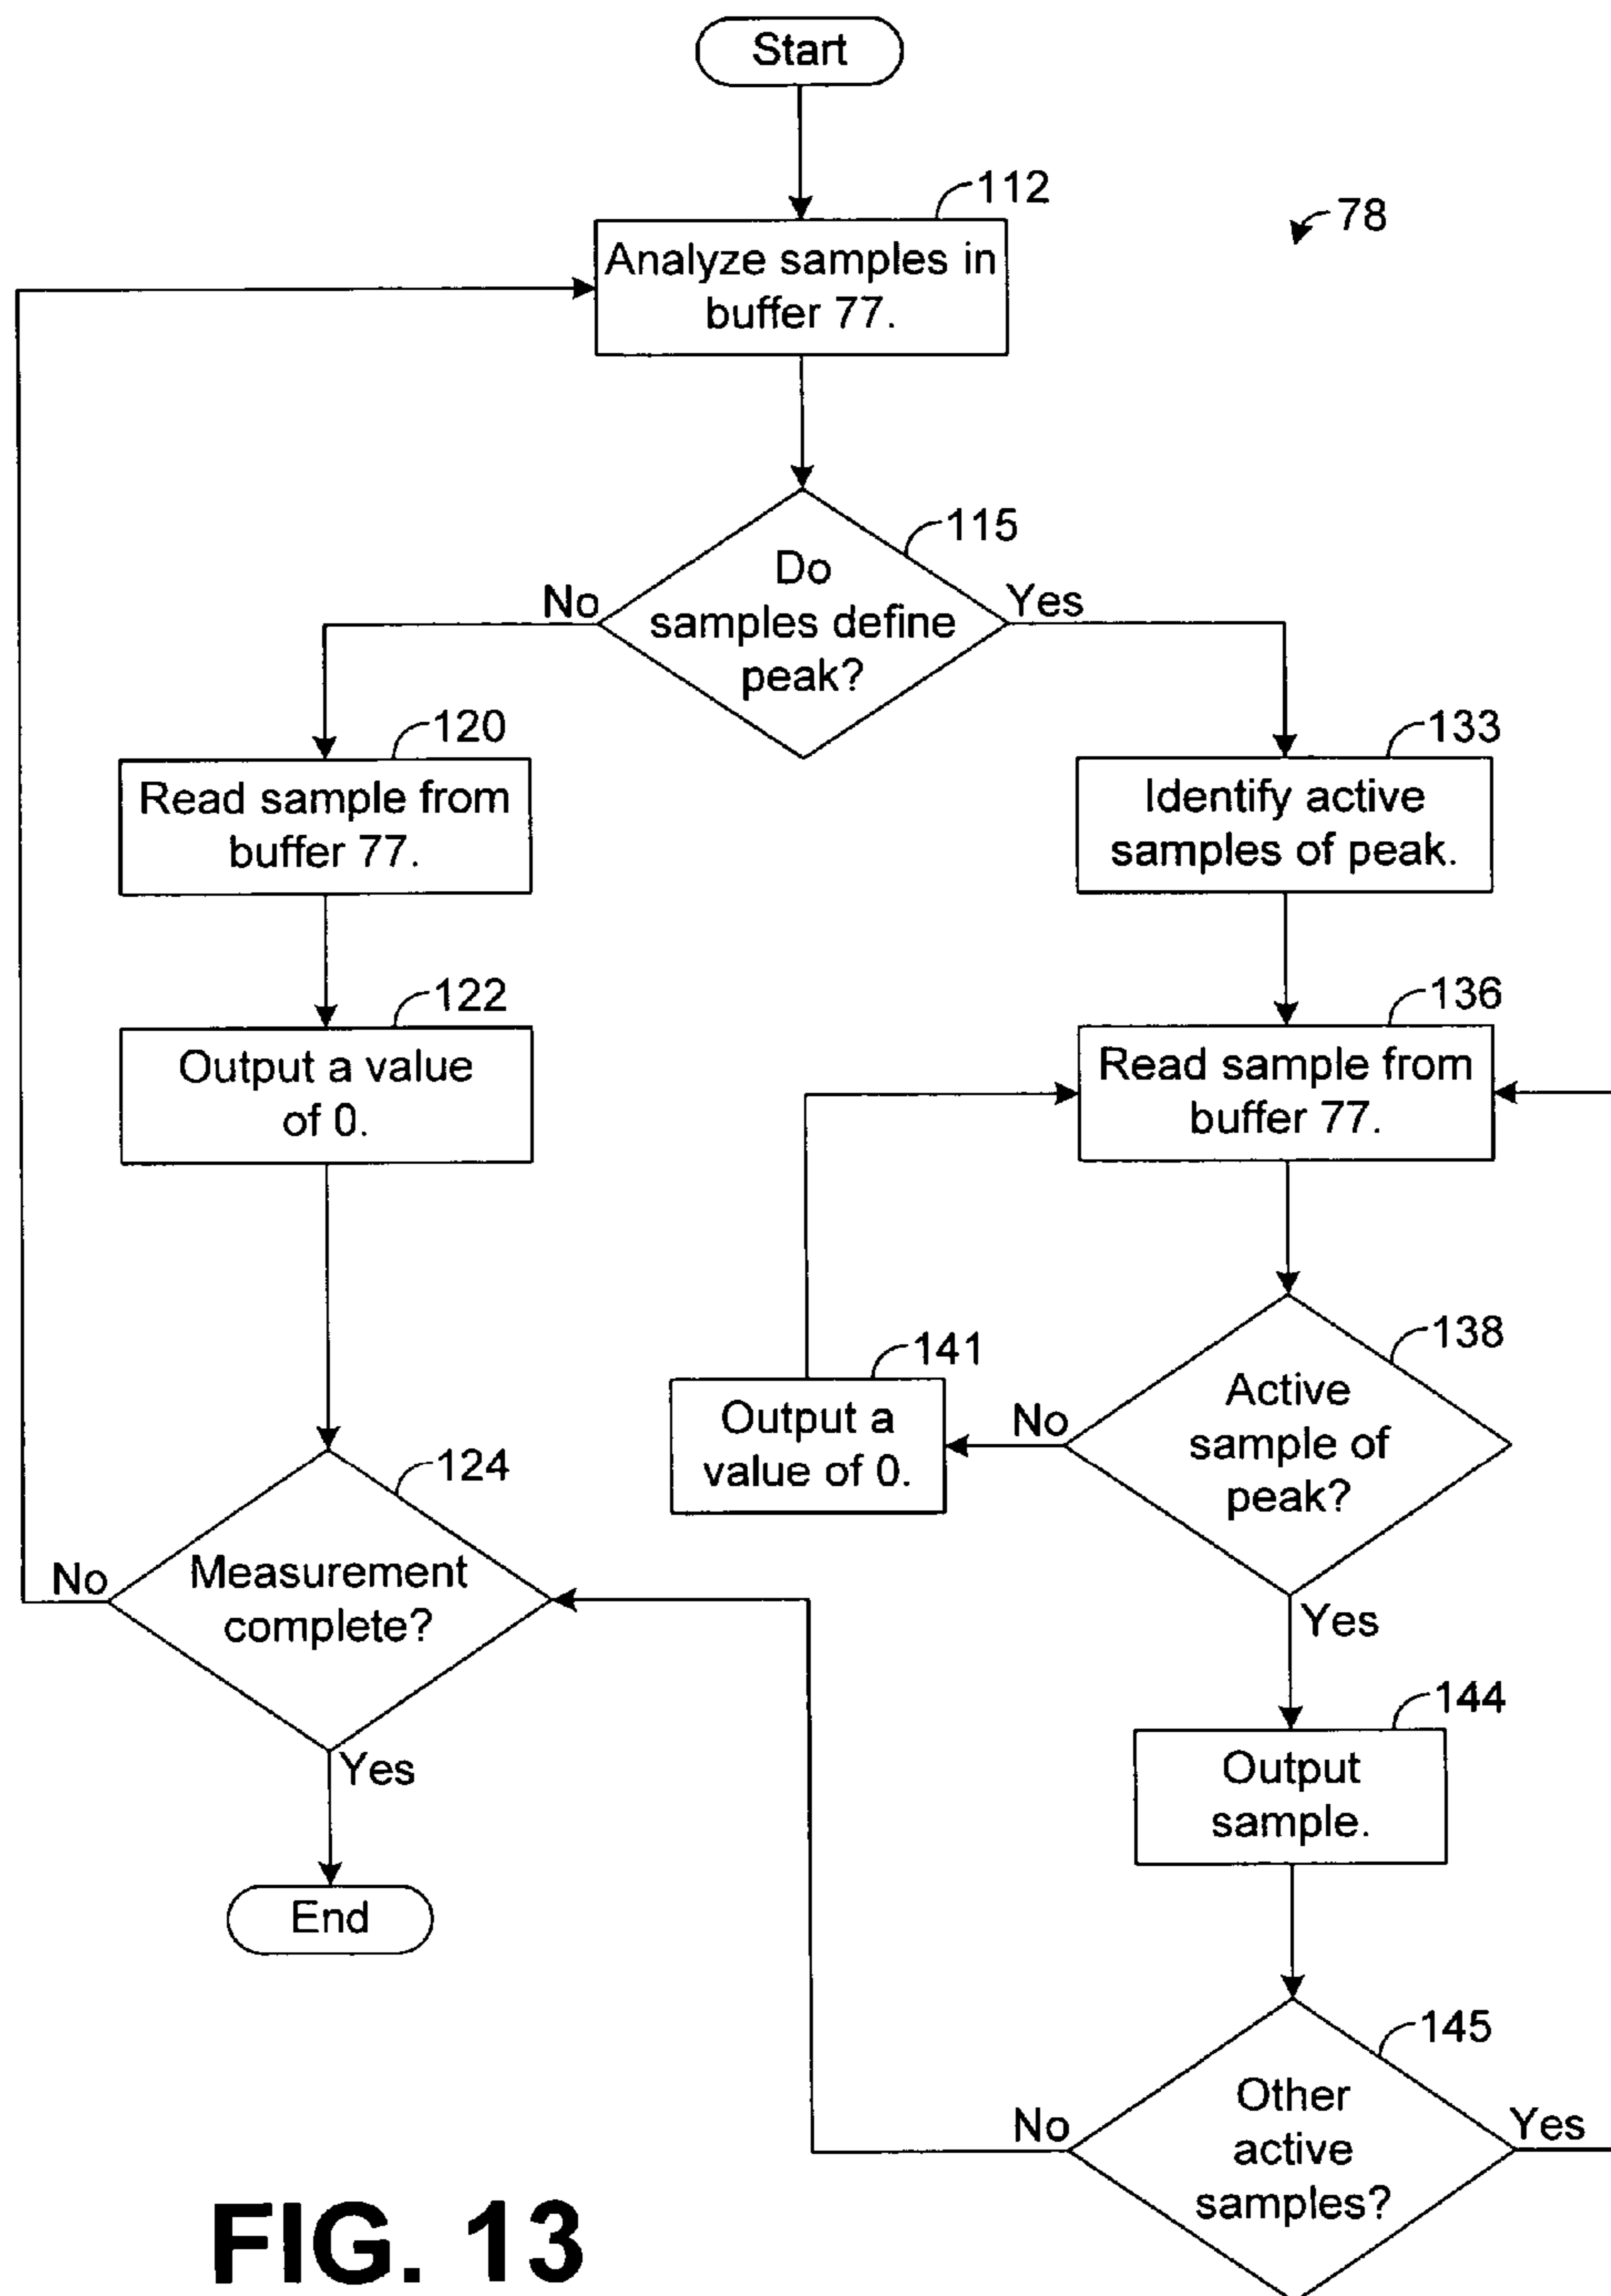 Start
112
78
Analyze samples in
buffer 77.
115
Do
samples define
peak?
No
Yes
120
Read sample from
buffer 77.
133
Identify active
samples of peak.
122
Output a value
of 0.
136
Read sample from
buffer 77.
138
Active
sample of
peak?
141
Output a
value of 0.
No
124
Measurement
complete?
No
Yes
Yes
144
Output
sample.
End
145
Other
active
samples?
No
Yes
FIG. 13